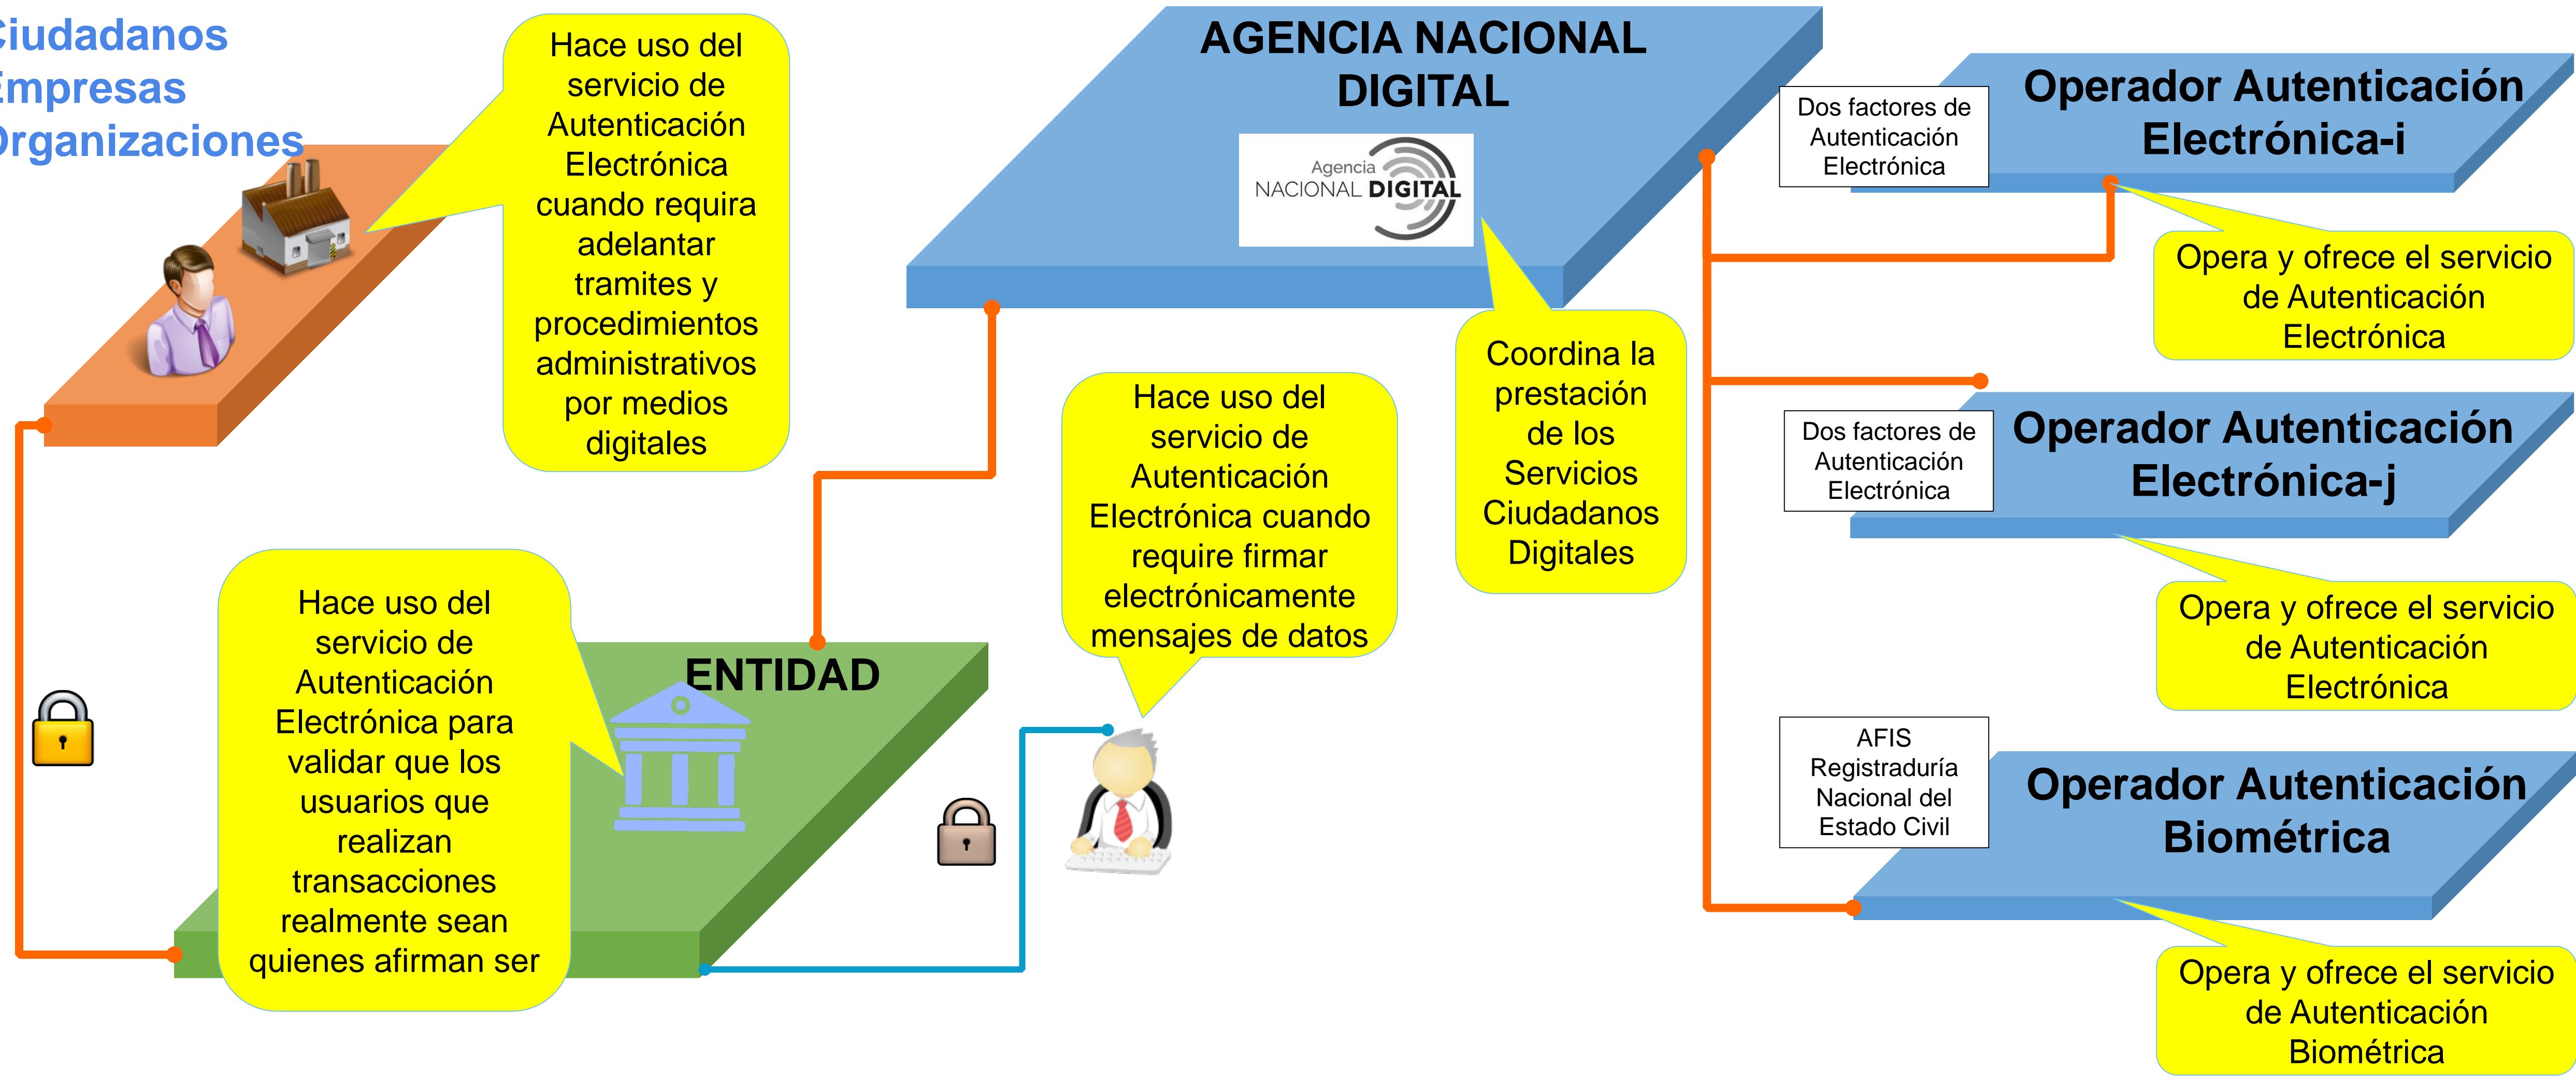 Ciudadanos
Empresas
Organizaciones
Hace uso del
servicio de
Autenticación
Electrónica
cuando requira
adelantar
tramites y
procedimientos
administrativos
por medios
digitales
AGENCIA NACIONAL
DIGITAL
Agencia
NACIONAL DIGITAL
Coordina la
prestación
de los
Servicios
Ciudadanos
Digitales
Dos factores de
Autenticación
Electrónica
Operador Autenticación
Electrónica-i
Opera y ofrece el servicio
de Autenticación
Electrónica
Dos factores de
Autenticación
Electrónica
Operador Autenticación
Electrónica-j
Opera y ofrece el servicio
de Autenticación
Electrónica
AFIS
Registraduría
Nacional del
Estado Civil
Operador Autenticación
Biométrica
Opera y ofrece el servicio
de Autenticación
Biométrica
Hace uso del
servicio de
Autenticación
Electrónica cuando
require firmar
electrónicamente
mensajes de datos
ENTIDAD
Hace uso del
servicio de
Autenticación
Electrónica para
validar que los
usuarios que
realizan
transacciones
realmente sean
quienes afirman ser